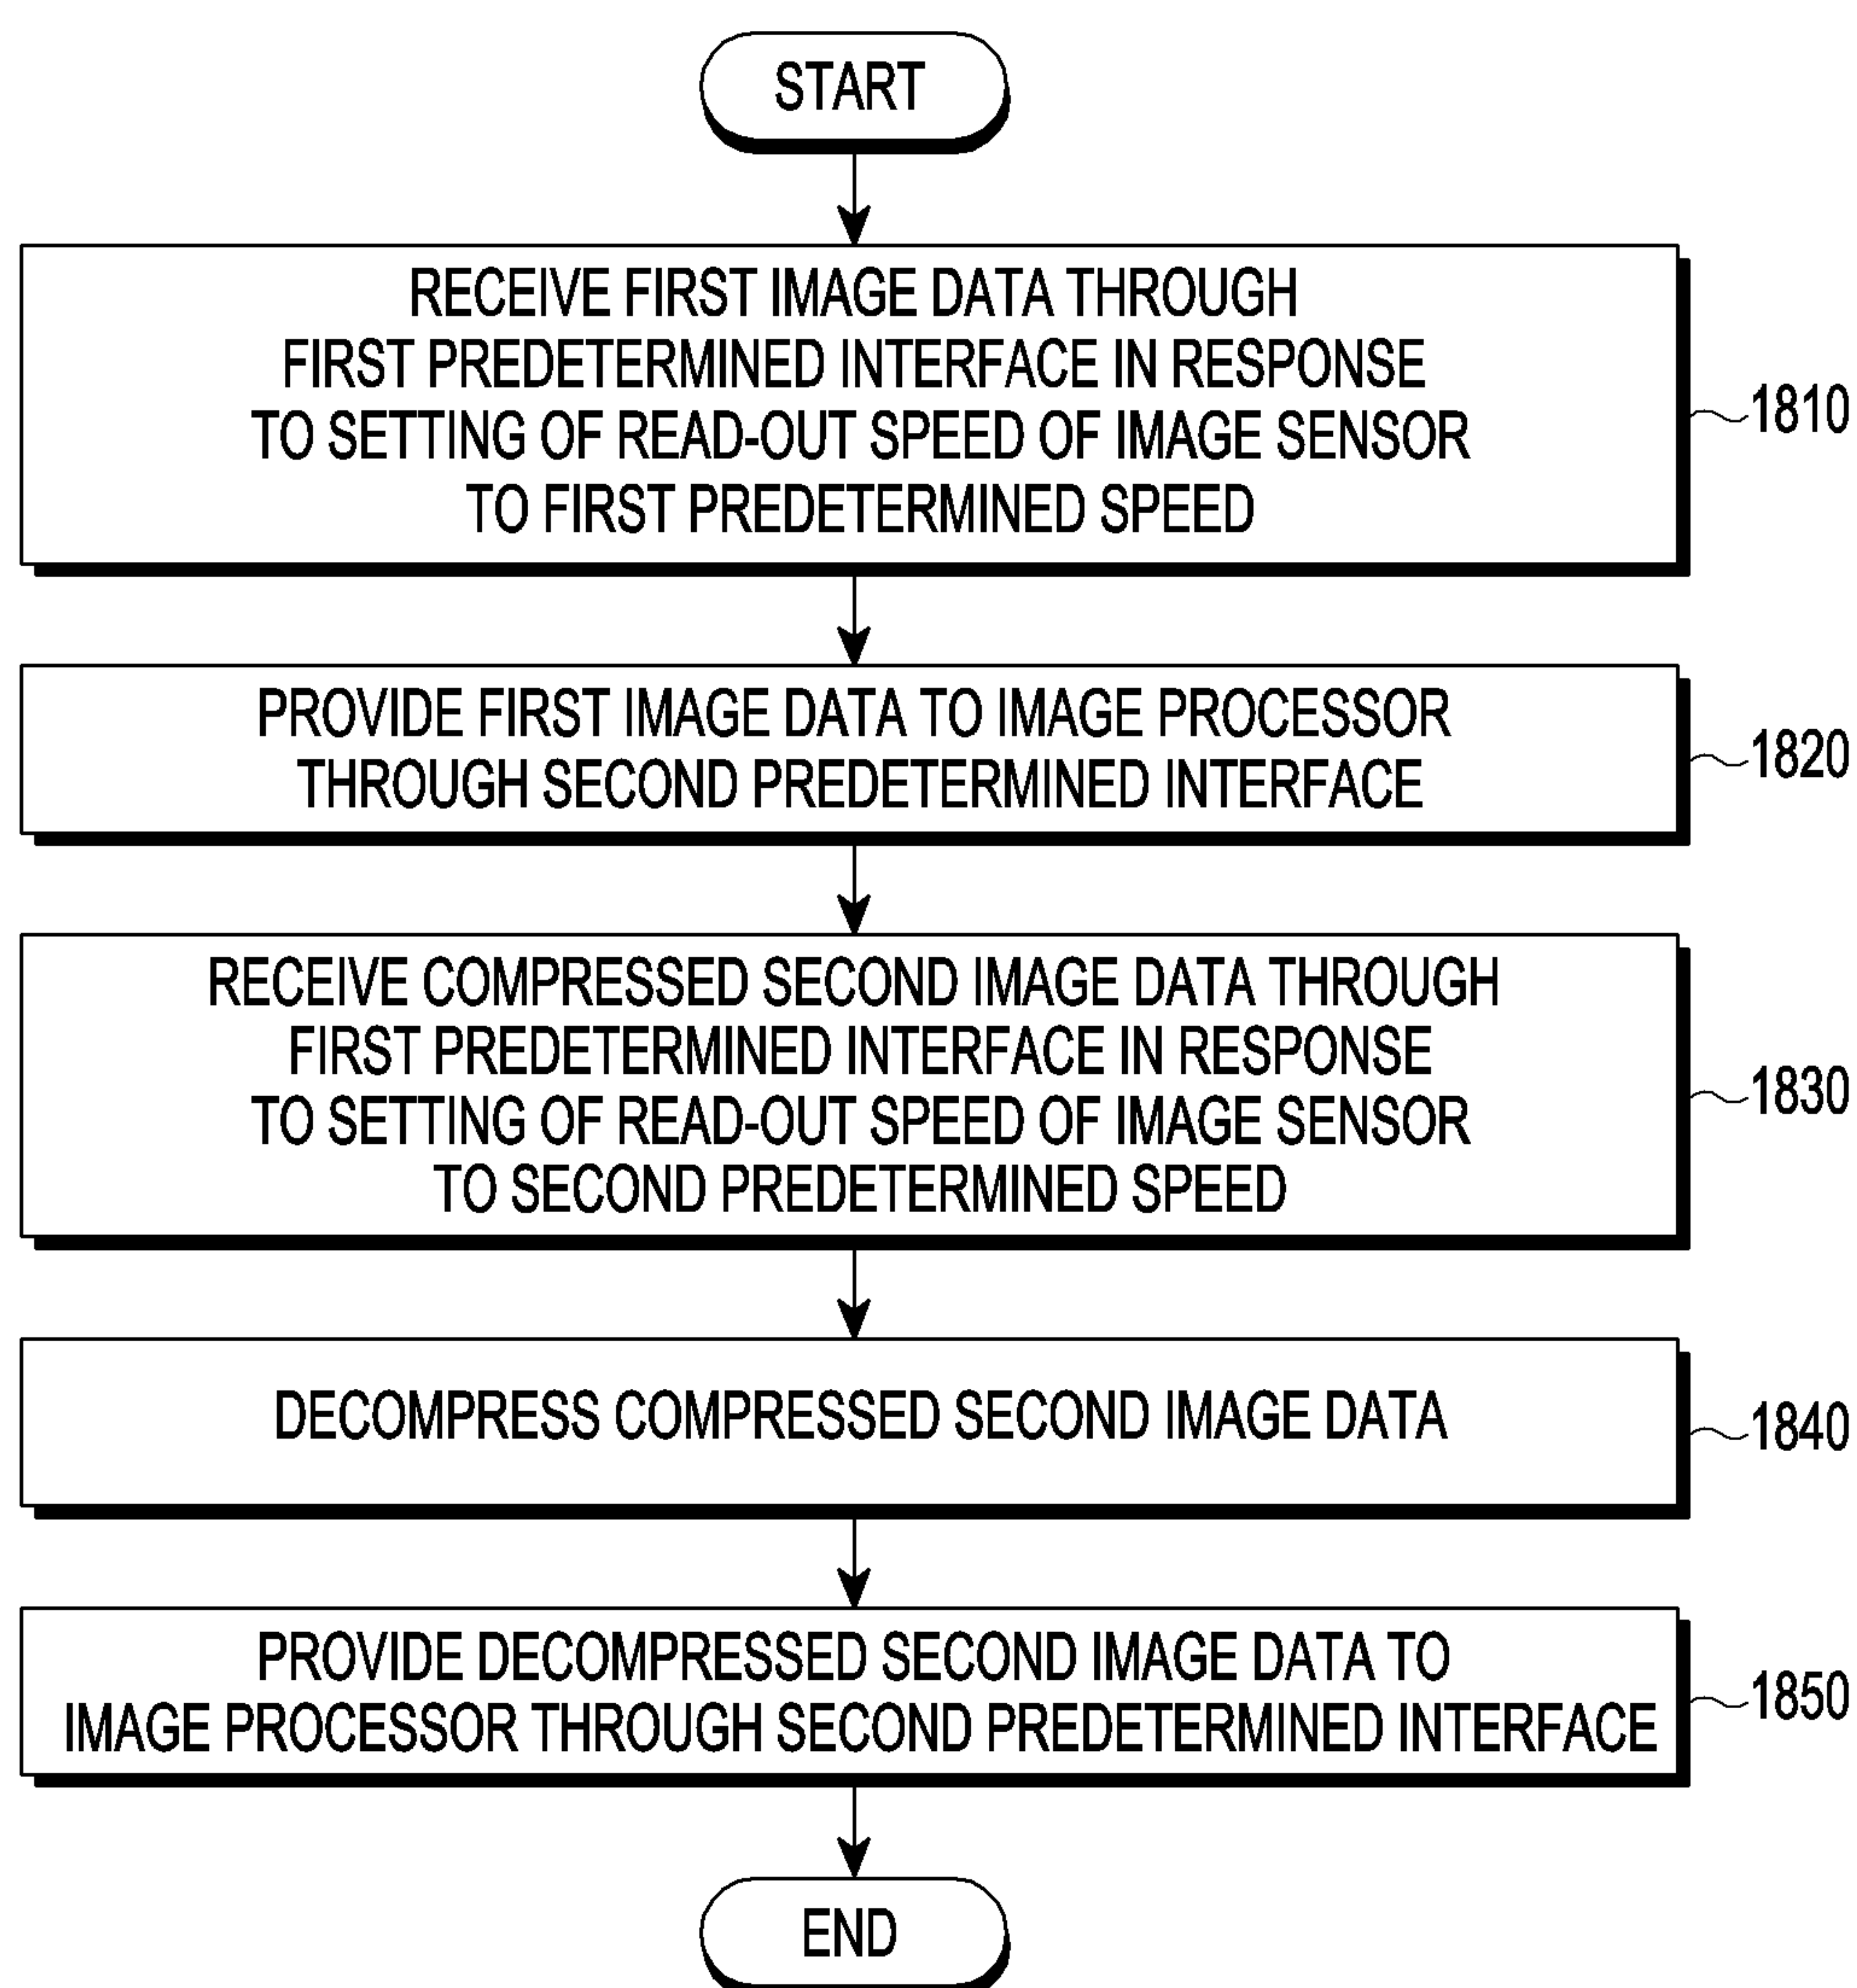 START
RECEIVE FIRST IMAGE DATA THROUGH
FIRST PREDETERMINED INTERFACE IN RESPONSE
TO SETTING OF READ-OUT SPEED OF IMAGE SENSOR
TO FIRST PREDETERMINED SPEED
1810
PROVIDE FIRST IMAGE DATA TO IMAGE PROCESSOR
THROUGH SECOND PREDETERMINED INTERFACE
1820
RECEIVE COMPRESSED SECOND IMAGE DATA THROUGH
FIRST PREDETERMINED INTERFACE IN RESPONSE
TO SETTING OF READ-OUT SPEED OF IMAGE SENSOR
TO SECOND PREDETERMINED SPEED
1830
DECOMPRESS COMPRESSED SECOND IMAGE DATA
1840
PROVIDE DECOMPRESSED SECOND IMAGE DATA TO
IMAGE PROCESSOR THROUGH SECOND PREDETERMINED INTERFACE
1850
END